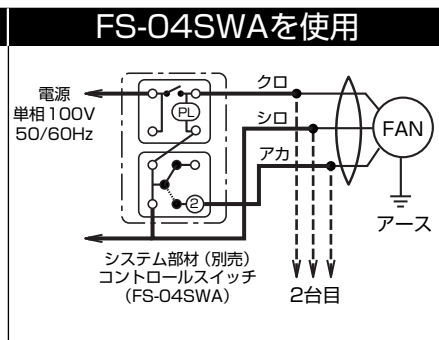 FS-04SWAを使用
電源
単相100V
50/60Hz
PL
クロ
シロ
アカ
FAN
2
アース
システム部材（別売）
コントロールスイッチ
（FS-04SWA）
2台目